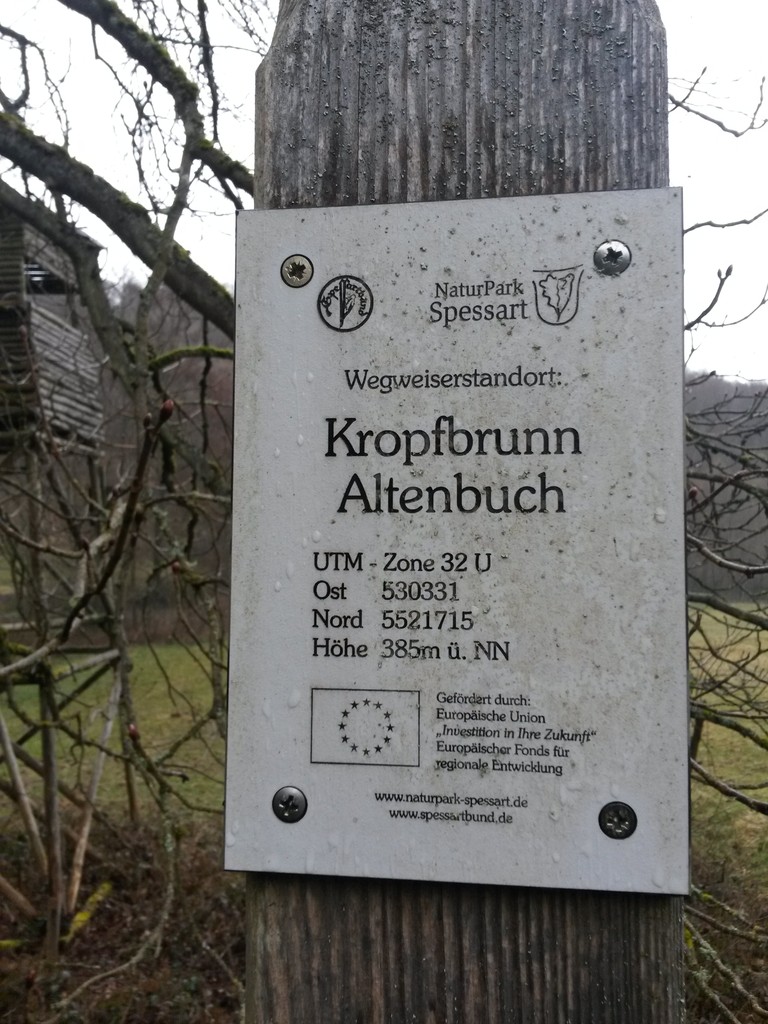 Spessartbund
NaturPark
Spessart
Wegweiserstandort:
Kropfbrunn
Altenbuch
UTM - Zone 32 U
Ost 530331
Nord 5521715
Höhe 385m ü. NN
Gefördert durch:
Europäische Union
„Investition in Ihre Zukunft“
Europäischer Fonds für
regionale Entwicklung
www.naturpark-spessart.de
www.spessartbund.de